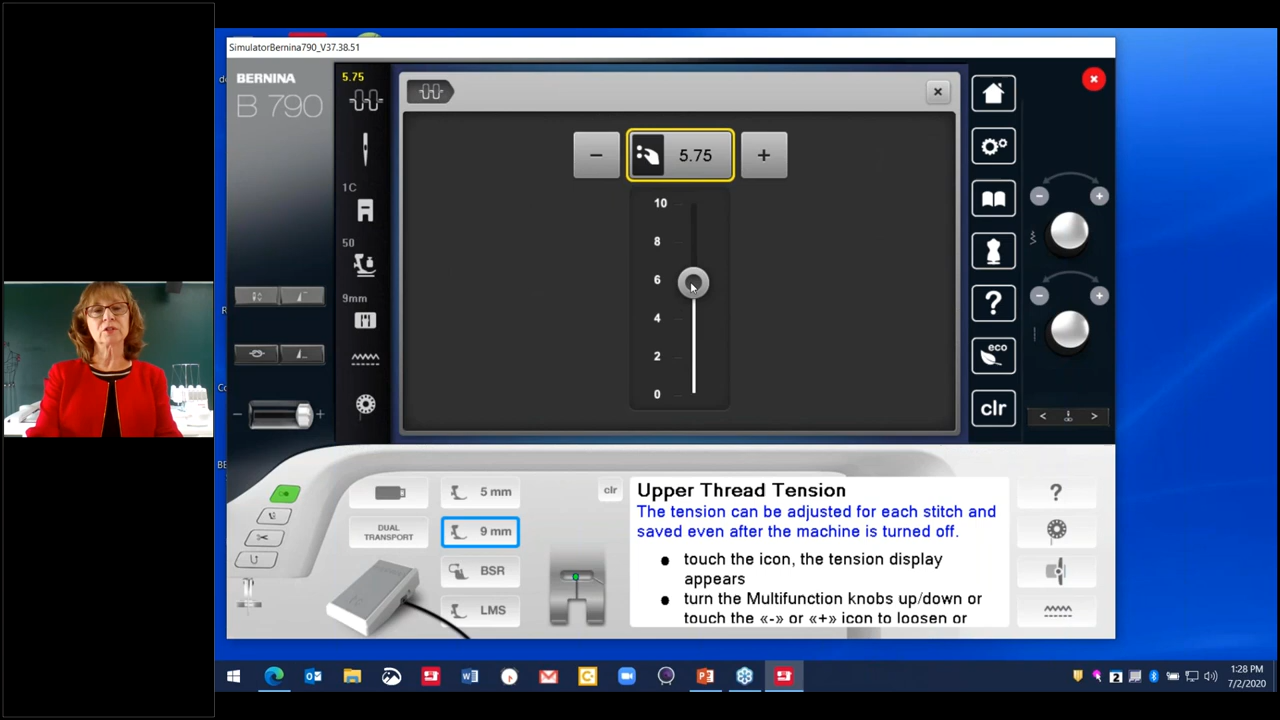 SimulatorBernina790_V37.38.51
BERNINA
B 790
5.75
1C
50
9mm
5.75
10
8
6
4
2
0
?
eco
clr
5 mm
DUAL TRANSPORT
9 mm
BSR
LMS
clr
Upper Thread Tension
The tension can be adjusted for each stitch and
saved even after the machine is turned off.
● touch the icon, the tension display
appears
● turn the Multifunction knobs up/down or
touch the «-» or «+» icon to loosen or
?
1:28 PM
7/2/2020